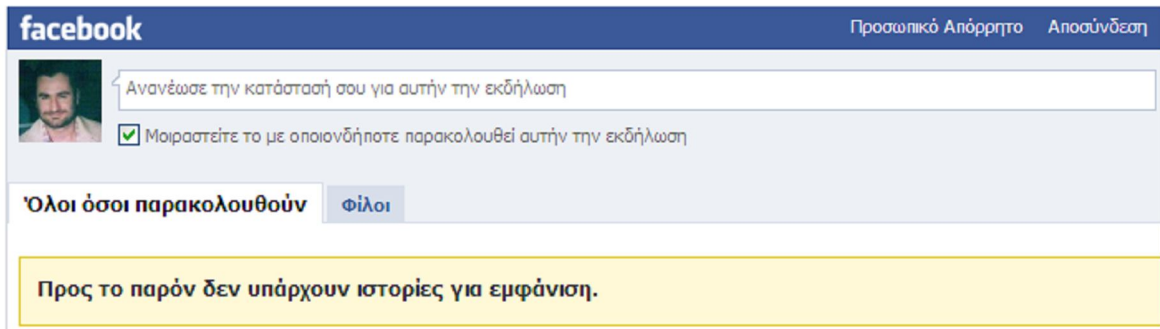 facebook Προσωπικό Απόρρητο Αποσύνδεση
Ανανέωσε την κατάστασή σου για αυτήν την εκδήλωση
Μοιραστείτε το με οποιονδήποτε παρακολουθεί αυτήν την εκδήλωση
Όλοι όσοι παρακολουθούν Φίλοι
Προς το παρόν δεν υπάρχουν ιστορίες για εμφάνιση.